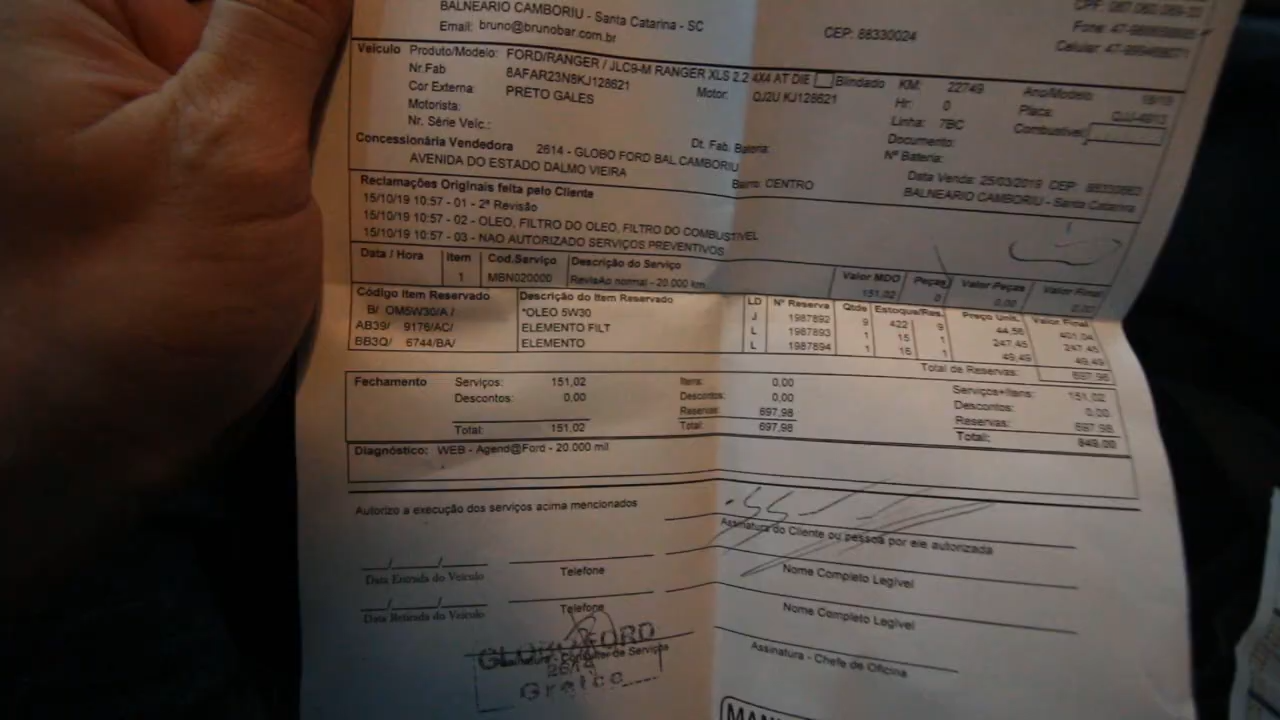 BALNEARIO CAMBORIU - Santa Catarina - SC
Email: bruno@brunobar.com.br
CEP: 88330024
CPF:
Fone:
Celular:
Veículo Produto/Modelo: FORD/RANGER / JLC9-M RANGER XLS 2.2 4X4 AT DIE Blindado KM: 22749 Ano/Modelo:
Nr.Fab 8AFAR23N8KJ128621 Motor: QJ2U KJ128621 Hr: 0 Placa:
Cor Externa: PRETO GALES Linha: 7BC Combustível:
Motorista: Documento:
Nr. Série Veíc.: Dt. Fab. Bateria: Nº Bateria:
Concessionária Vendedora 2614 - GLOBO FORD BAL CAMBORIU Data Venda: 25/03/2019 CEP:
AVENIDA DO ESTADO DALMO VIEIRA Bairro: CENTRO BALNEARIO CAMBORIU - Santa Catarina
Reclamações Originais feita pelo Cliente
15/10/19 10:57 - 01 - 2ª Revisão
15/10/19 10:57 - 02 - OLEO, FILTRO DO OLEO, FILTRO DO COMBUSTIVEL
15/10/19 10:57 - 03 - NAO AUTORIZADO SERVIÇOS PREVENTIVOS
Data / Hora Item Cod.Serviço Descrição do Serviço Valor MDO Peças Valor Peças Valor Final
1 MBN020000 RevisAo normal - 20.000 km 151,02 0 0,00
Código Item Reservado Descrição do Item Reservado LD Nº Reserva Qtde Estoque/Res. Preço Unit. Valor Final
B/ OM5W30/A / *OLEO 5W30 J 1987892 9 422 9 44,56 401,04
AB39/ 9176/AC/ ELEMENTO FILT L 1987893 1 15 1 247,45 247,45
BB3Q/ 6744/BA/ ELEMENTO L 1987894 1 16 1 49,49 49,49
Total de Reservas: 697,98
Fechamento Serviços: 151,02 Itens: 0,00 Serviços+Itens: 151,02
Descontos: 0,00 Descontos: 0,00 Descontos: 0,00
Reservas: 697,98 Reservas: 697,98
Total: 151,02 Total: 697,98 Total: 849,00
Diagnóstico: WEB - Agend@Ford - 20.000 mil
Autorizo a execução dos serviços acima mencionados
Assinatura do Cliente ou pessoa por ele autorizada
Data Entrada do Veículo Telefone Nome Completo Legível
Data Retirada do Veículo Telefone Nome Completo Legível
Assinatura - Consultor de Serviços Assinatura - Chefe de Oficina
GLOBO FORD